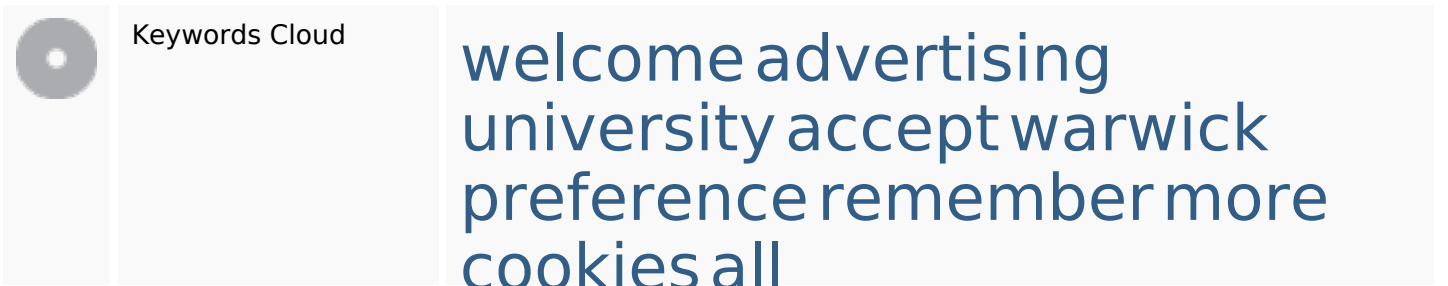 Keywords Cloud
welcome advertising
university accept warwick
preference remember more
cookies all